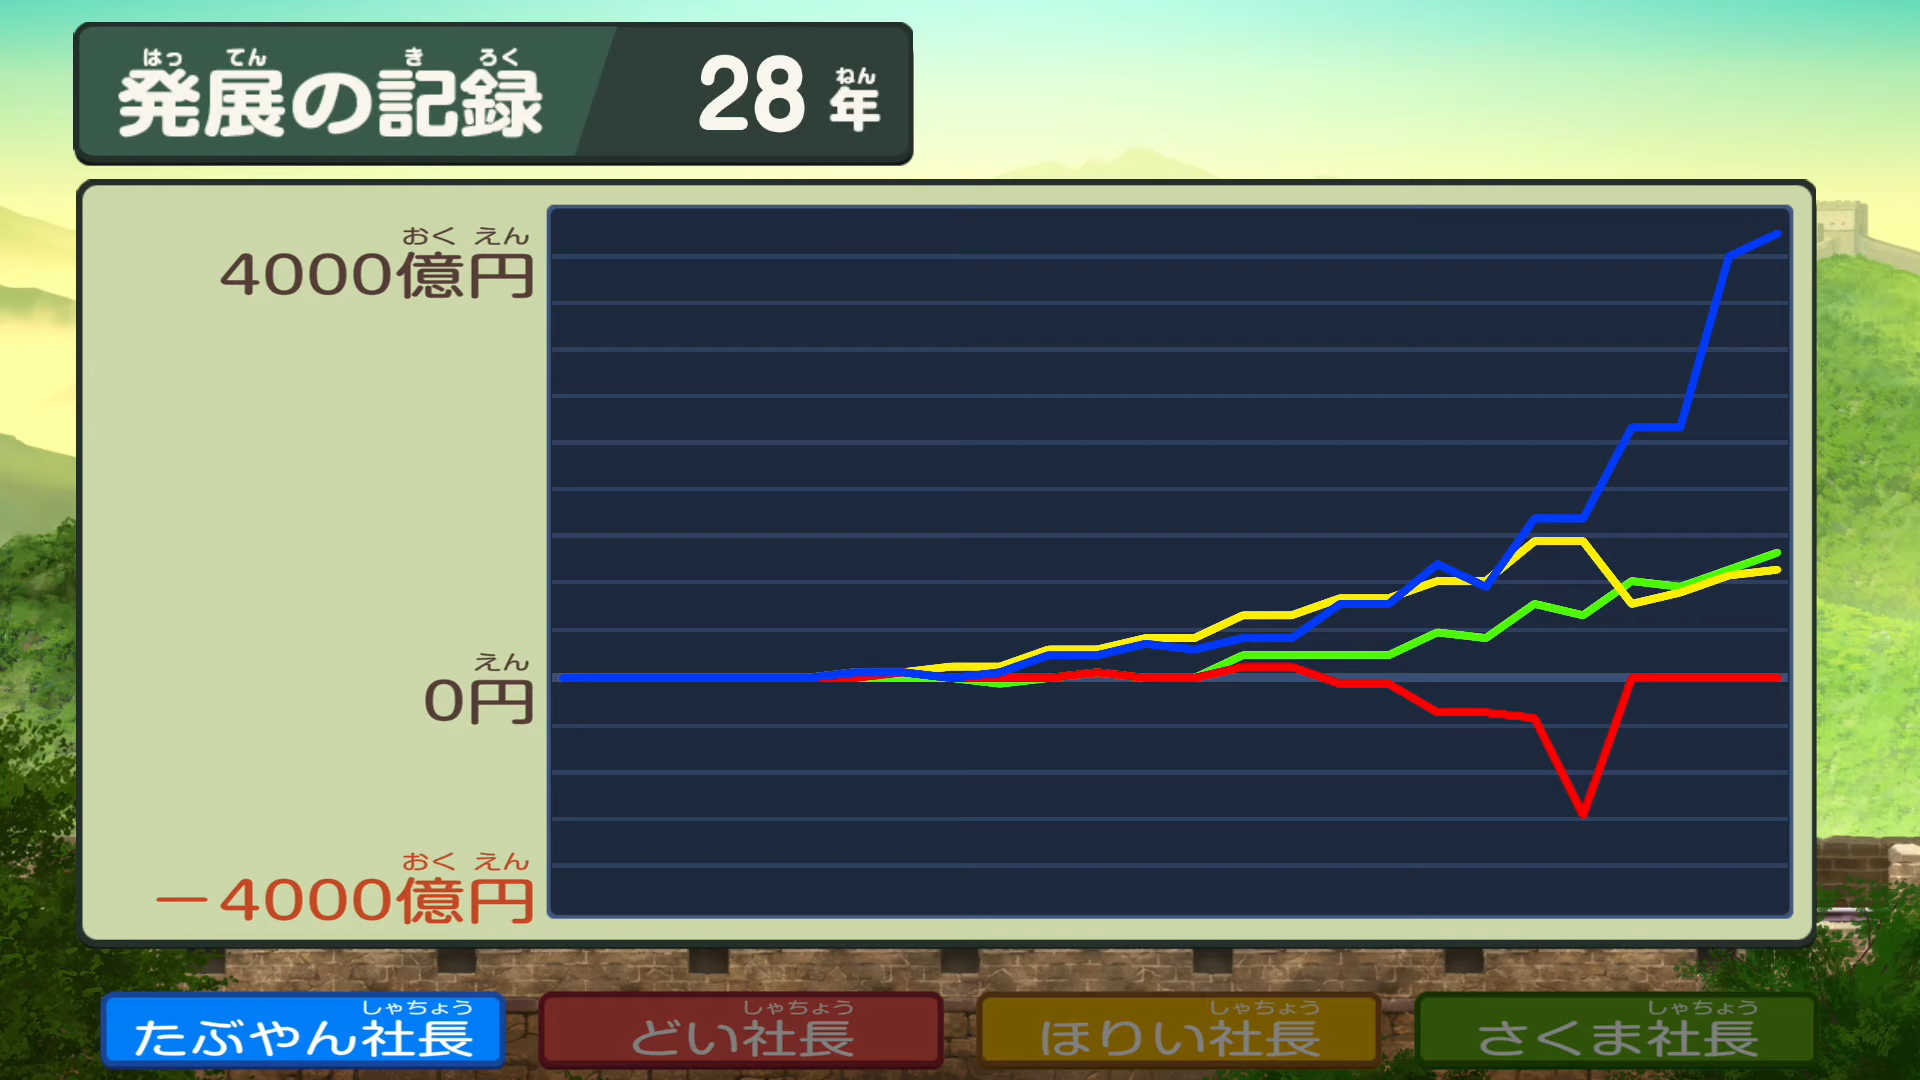 はってんきろく
発展の記録
ねん
28年
おくえん
4000億円
えん
0円
おくえん
－4000億円
しゃちょう
たぶやん社長
しゃちょう
どい社長
しゃちょう
ほりい社長
しゃちょう
さくま社長